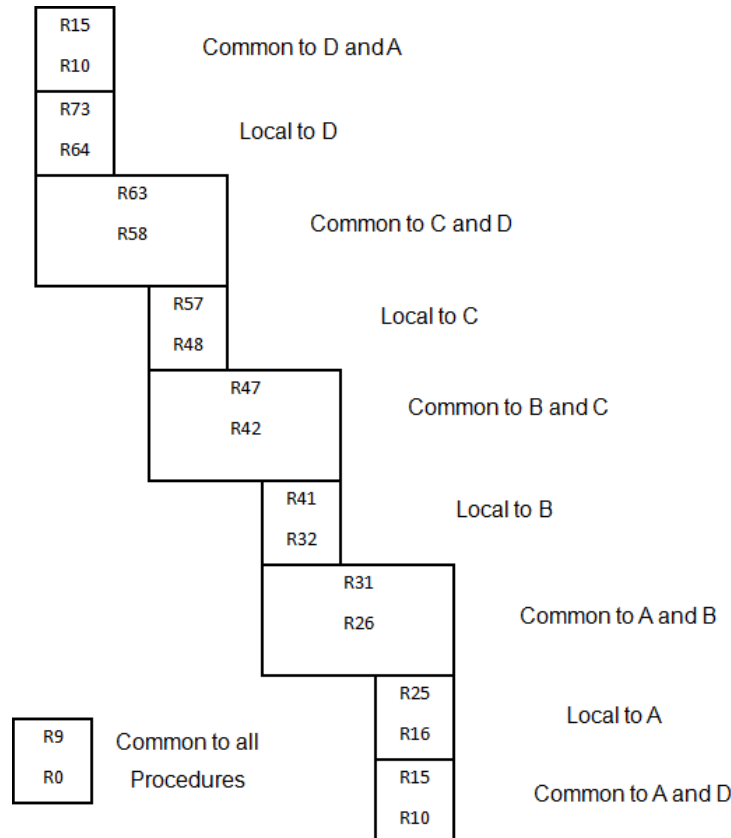 R15
R10
Common to D and A
R73
R64
Local to D
R63
R58
Common to C and D
R57
R48
Local to C
R47
R42
Common to B and C
R41
R32
Local to B
R31
R26
Common to A and B
R25
R16
Local to A
R9
R0
Common to all
Procedures
R15
R10
Common to A and D